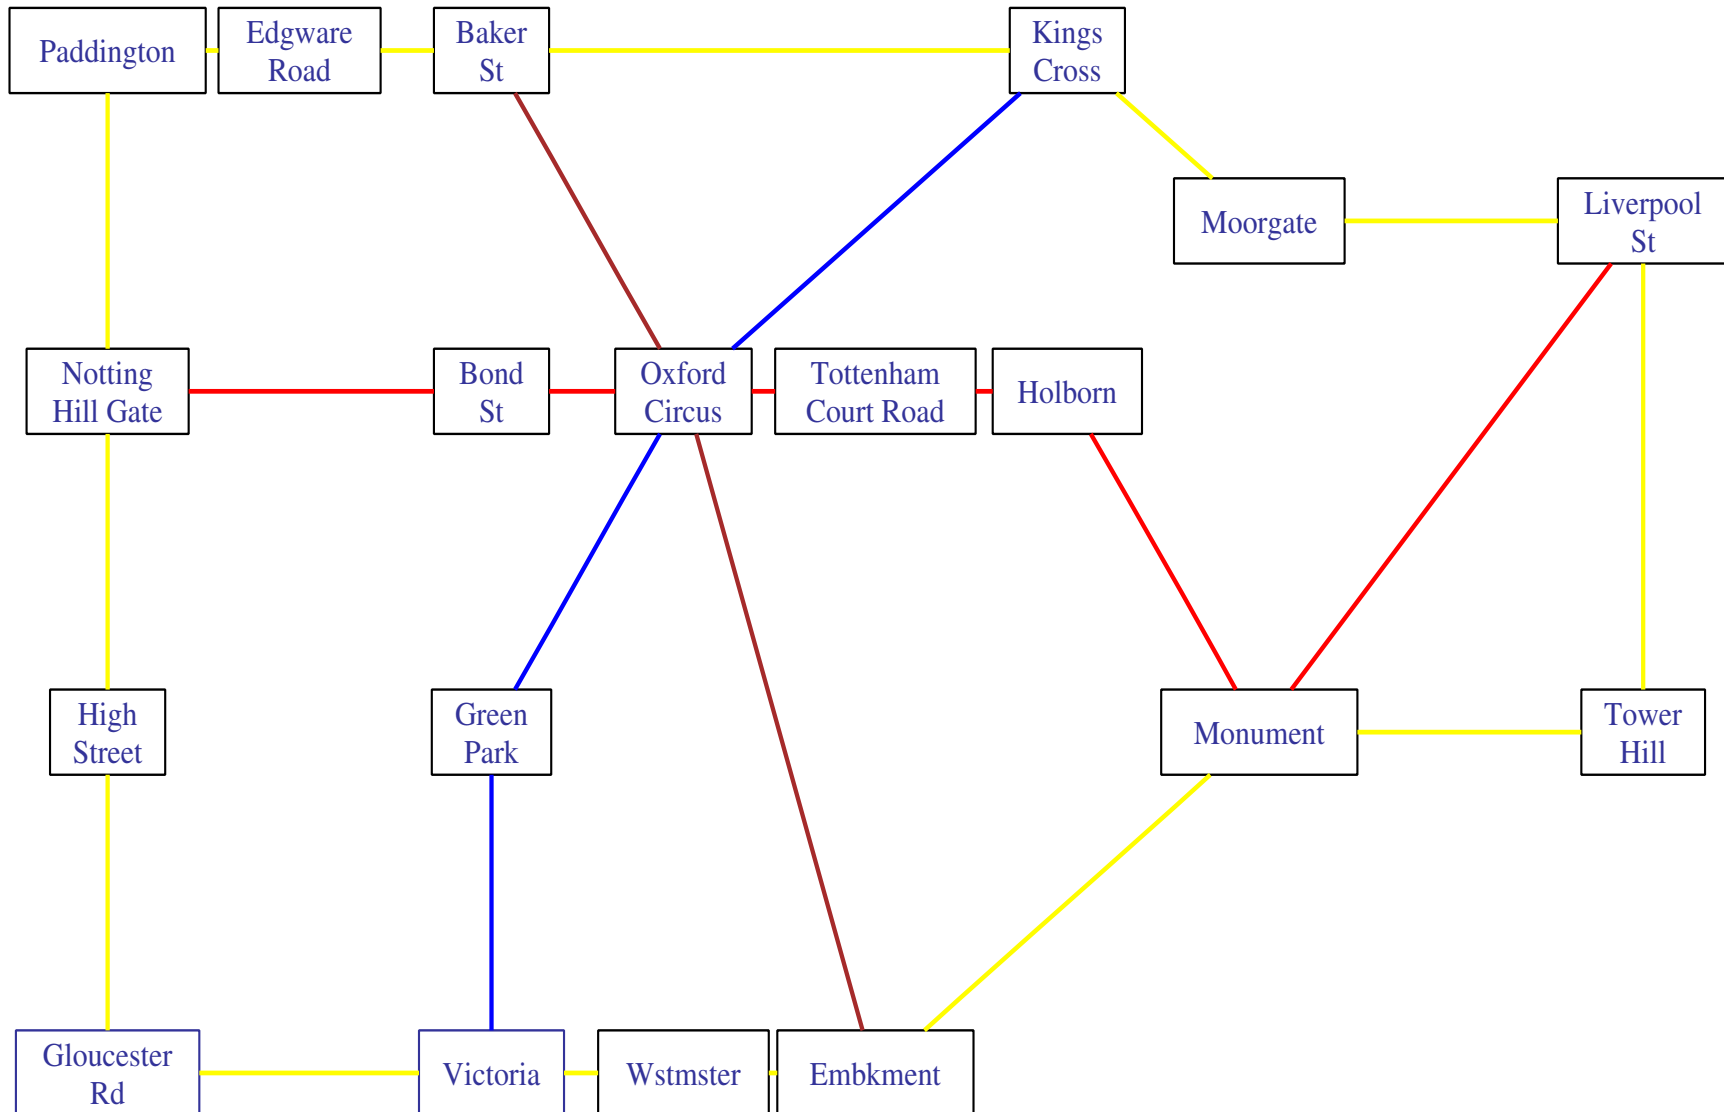 Paddington
Edgware
Road
Baker
St
Kings
Cross
Moorgate
Liverpool
St
Notting
Hill Gate
Bond
St
Oxford
Circus
Tottenham
Court Road
Holborn
High
Street
Green
Park
Monument
Tower
Hill
Gloucester
Rd
Victoria
Wstmster
Embkment